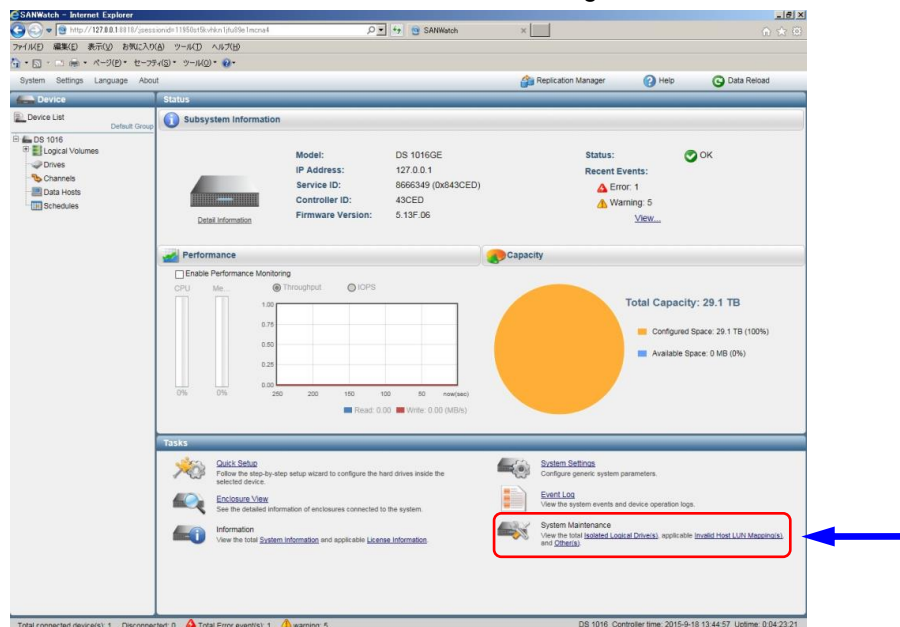 SANWatch - Internet Explorer
SANWatch
ファイル(F) 編集(E) 表示(V) お気に入り(A) ツール(T) ヘルプ(H)
ページ(P) セーフティ(S) ツール(O)
System Settings Language About
Replication Manager Help Data Reload
Device
Status
Device List
Default Group
DS 1016
Logical Volumes
Drives
Channels
Data Hosts
Schedules
Subsystem Information
Model: DS 1016GE
IP Address: 127.0.0.1
Service ID: 8666349 (0x843CED)
Controller ID: 43CED
Firmware Version: 5.13F.06
Detail Information
Status: OK
Recent Events:
Error: 1
Warning: 5
View...
Performance
Enable Performance Monitoring
CPU Me...
Throughput IOPS
1.00
0.75
0.50
0.25
0.00
250 200 150 100 50 now(sec)
0% 0%
Read: 0.00 Write: 0.00 (MB/s)
Capacity
Total Capacity: 29.1 TB
Configured Space: 29.1 TB (100%)
Available Space: 0 MB (0%)
Tasks
Quick Setup
Follow the step-by-step setup wizard to configure the hard drives inside the
selected device.
Enclosure View
See the detailed information of enclosures connected to the system.
Information
View the total System Information and applicable License Information.
System Settings
Configure generic system parameters.
Event Log
View the system events and device operation logs.
System Maintenance
View the total Isolated Logical Drive(s), applicable Invalid Host LUN Mapping(s),
and Other(s).
Total connected device(s): 1 Disconnected: 0 Total Error event(s): 1 warning: 5
DS 1016 Controller time: 2015-9-18 13:44:57 Uptime: 0:04:23:21